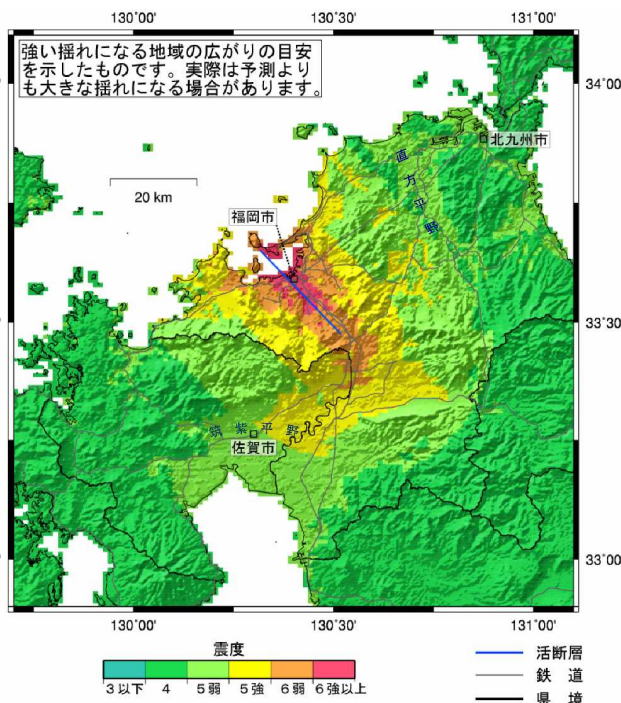 130°00'
130°30'
131°00'
強い揺れになる地域の広がりの目安
を示したものです。実際は予測より
も大きな揺れになる場合があります。
34°00'
北九州市
直方平野
20 km
福岡市
33°30'
筑紫平野
佐賀市
33°00'
130°00'
130°30'
131°00'
震度
3以下 4 5弱 5強 6弱 6強以上
活断層
鉄 道
県 境